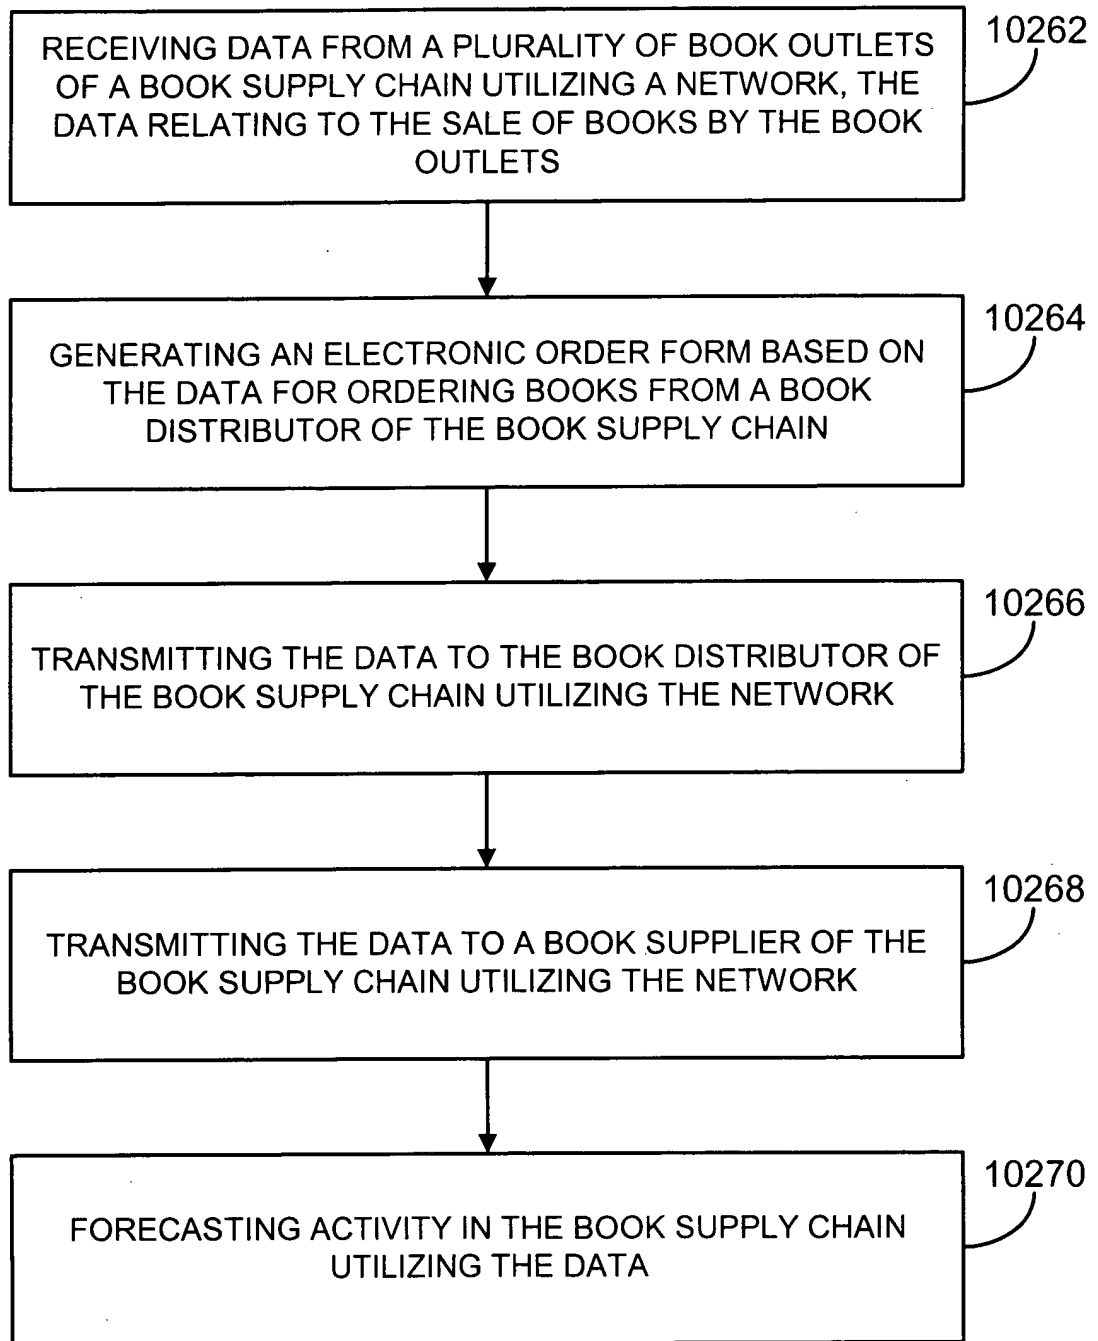 RECEIVING DATA FROM A PLURALITY OF BOOK OUTLETS
OF A BOOK SUPPLY CHAIN UTILIZING A NETWORK, THE
DATA RELATING TO THE SALE OF BOOKS BY THE BOOK
OUTLETS
10262
GENERATING AN ELECTRONIC ORDER FORM BASED ON
THE DATA FOR ORDERING BOOKS FROM A BOOK
DISTRIBUTOR OF THE BOOK SUPPLY CHAIN
10264
TRANSMITTING THE DATA TO THE BOOK DISTRIBUTOR OF
THE BOOK SUPPLY CHAIN UTILIZING THE NETWORK
10266
TRANSMITTING THE DATA TO A BOOK SUPPLIER OF THE
BOOK SUPPLY CHAIN UTILIZING THE NETWORK
10268
FORECASTING ACTIVITY IN THE BOOK SUPPLY CHAIN
UTILIZING THE DATA
10270